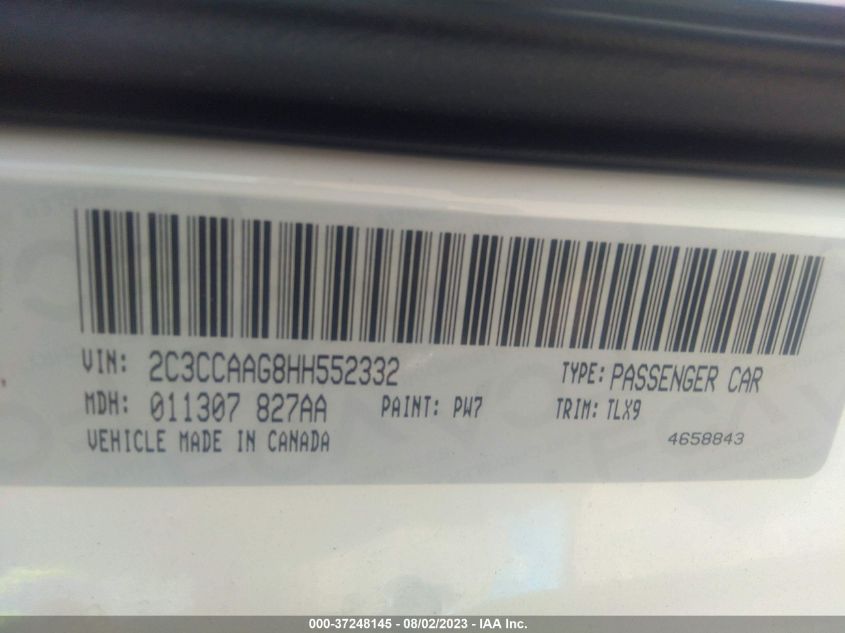 VIN: 2C3CCAAG8HH552332 TYPE: PASSENGER CAR
MDH: 011307 827AA PAINT: PW7 TRIM: TLX9
VEHICLE MADE IN CANADA 4658843
000-37248145 - 08/02/2023 - IAA Inc.